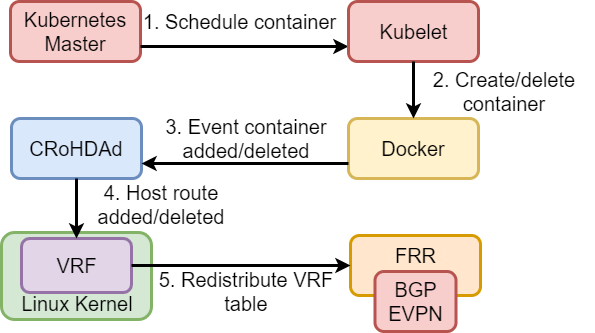 Kubernetes
Master
1. Schedule container
Kubelet
2. Create/delete
container
3. Event container
added/deleted
CRoHDAd
Docker
4. Host route
added/deleted
VRF
Linux Kernel
5. Redistribute VRF
table
FRR
BGP
EVPN